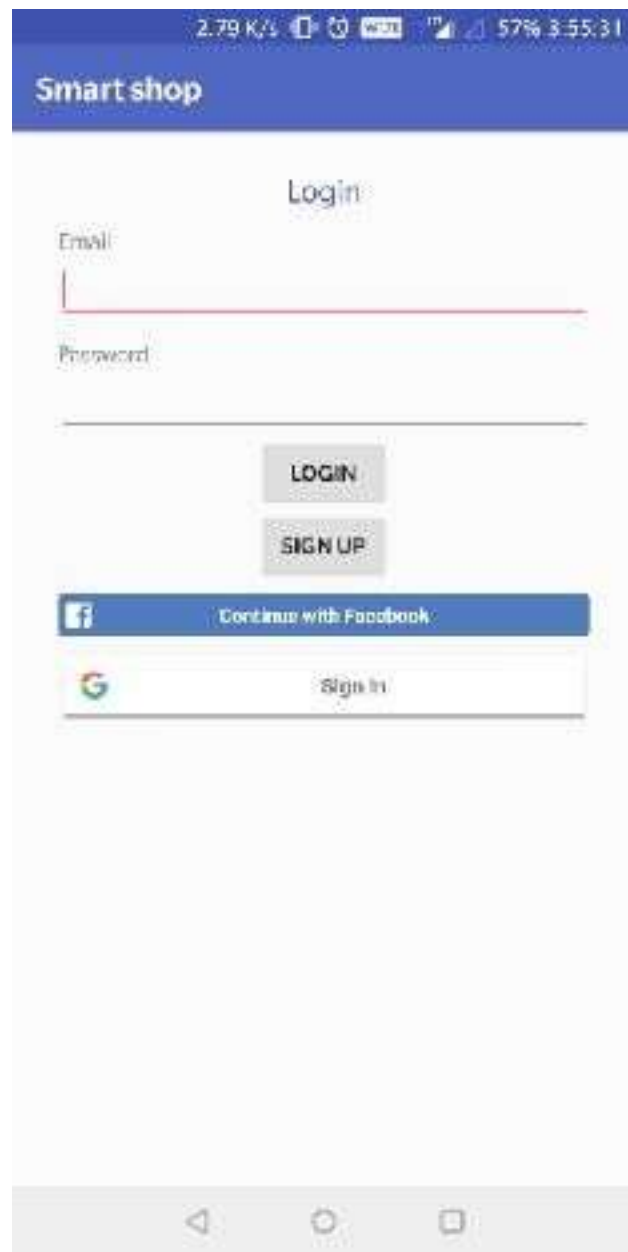 2.79 K/s 57% 3:55:31
Smart shop
Login
Email
Password
LOGIN
SIGN UP
Continue with Facebook
Sign In